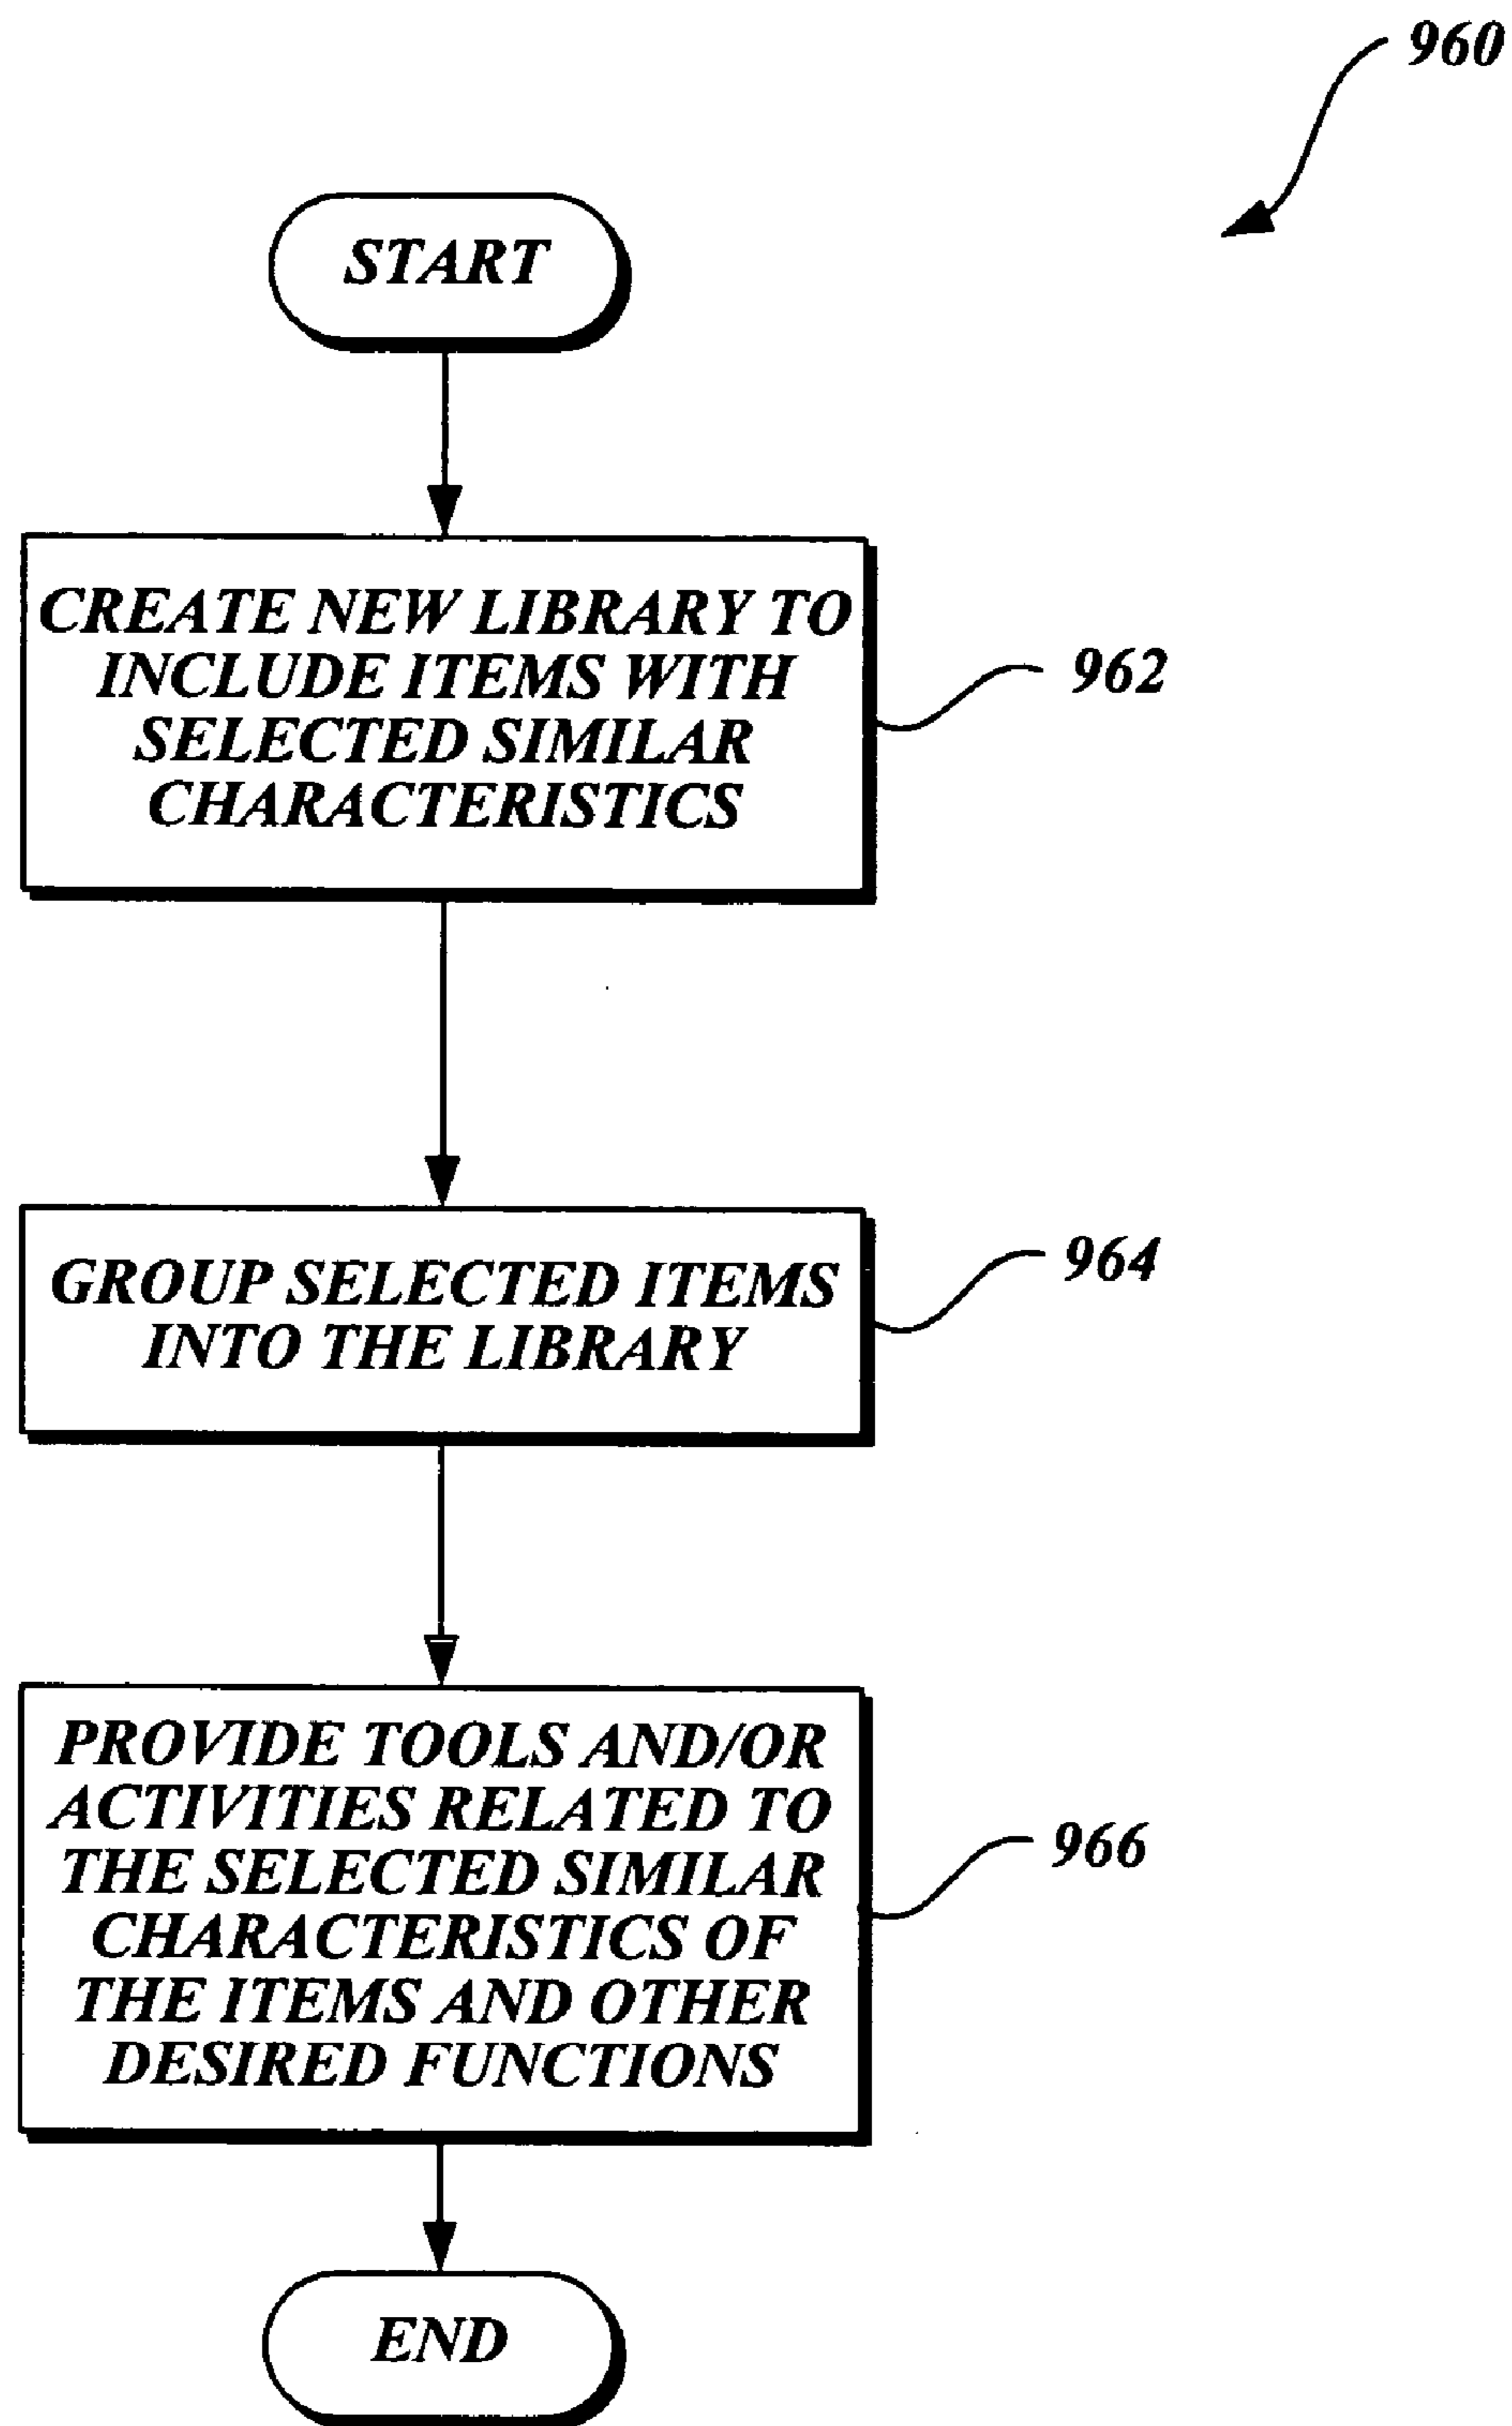 960
START
CREATE NEW LIBRARY TO
INCLUDE ITEMS WITH
SELECTED SIMILAR
CHARACTERISTICS
962
GROUP SELECTED ITEMS
INTO THE LIBRARY
964
PROVIDE TOOLS AND/OR
ACTIVITIES RELATED TO
THE SELECTED SIMILAR
CHARACTERISTICS OF
THE ITEMS AND OTHER
DESIRED FUNCTIONS
966
END